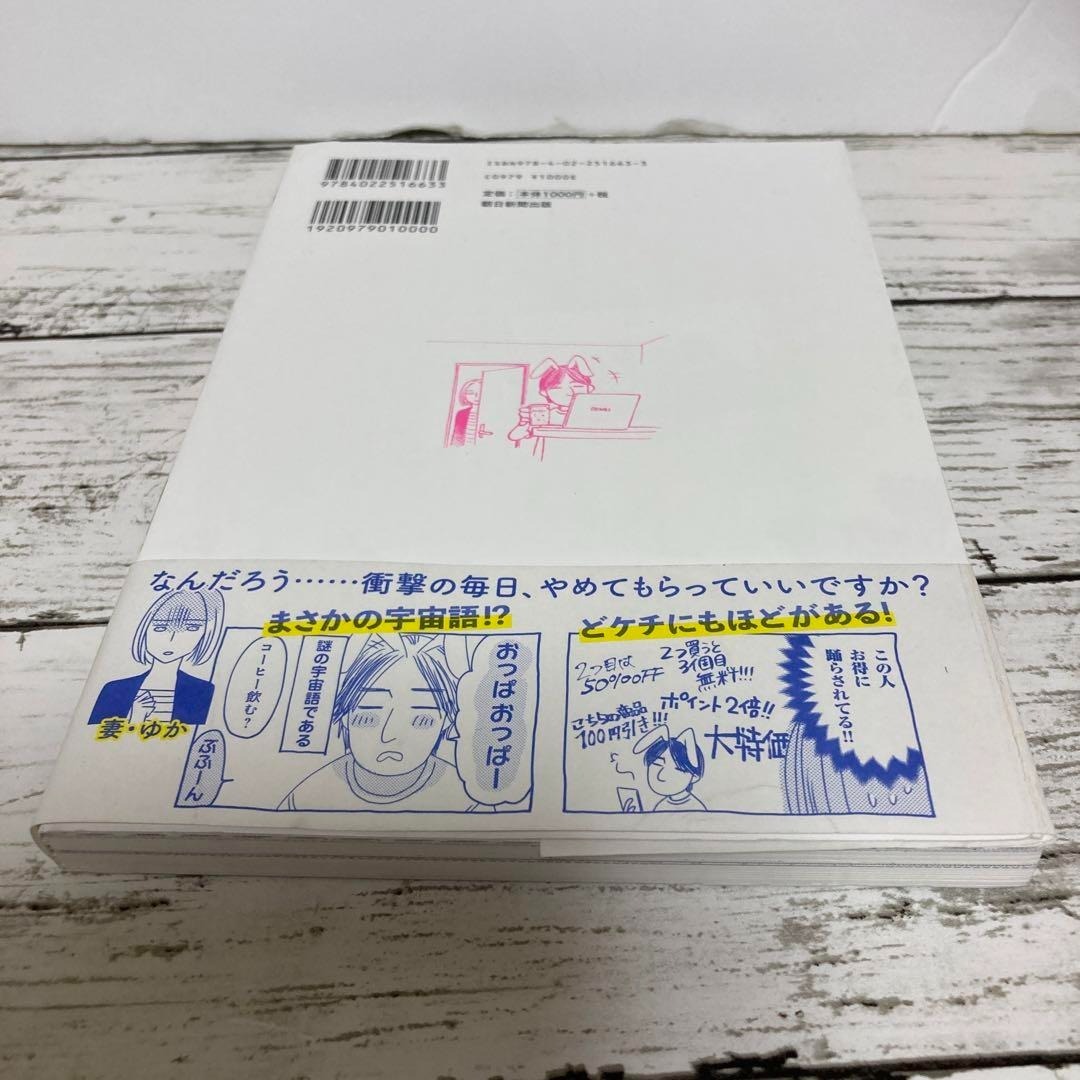 9784022516633
1920979010000
ISBN978-4-02-251663-3
C0979 ¥1000E
定価：本体1000円＋税
朝日新聞出版
なんだろう……衝撃の毎日、やめてもらっていいですか？
妻・ゆか
まさかの宇宙語!?
おっぱおっぱー
謎の宇宙語である
コーヒー飲む？
ぷふーん
どケチにもほどがある！
この人
お得に
踊らされてる!!
2つ買うと
3個目
無料!!!
2つ目は
50%OFF
ポイント2倍!!
こちらの商品
100円引き!!!
大特価